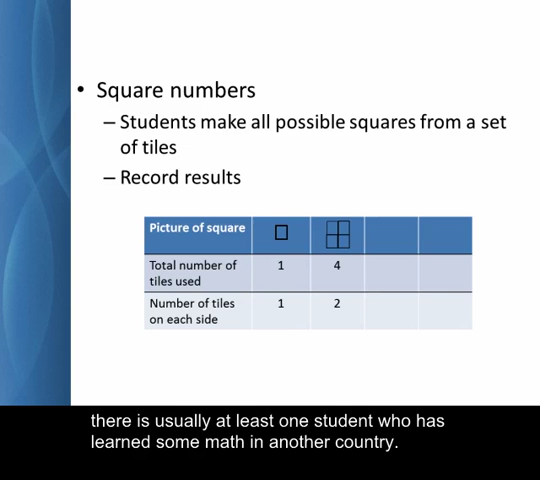 • Square numbers
– Students make all possible squares from a set
of tiles
– Record results
Picture of square
Total number of
tiles used
1
4
Number of tiles
on each side
1
2
there is usually at least one student who has
learned some math in another country.